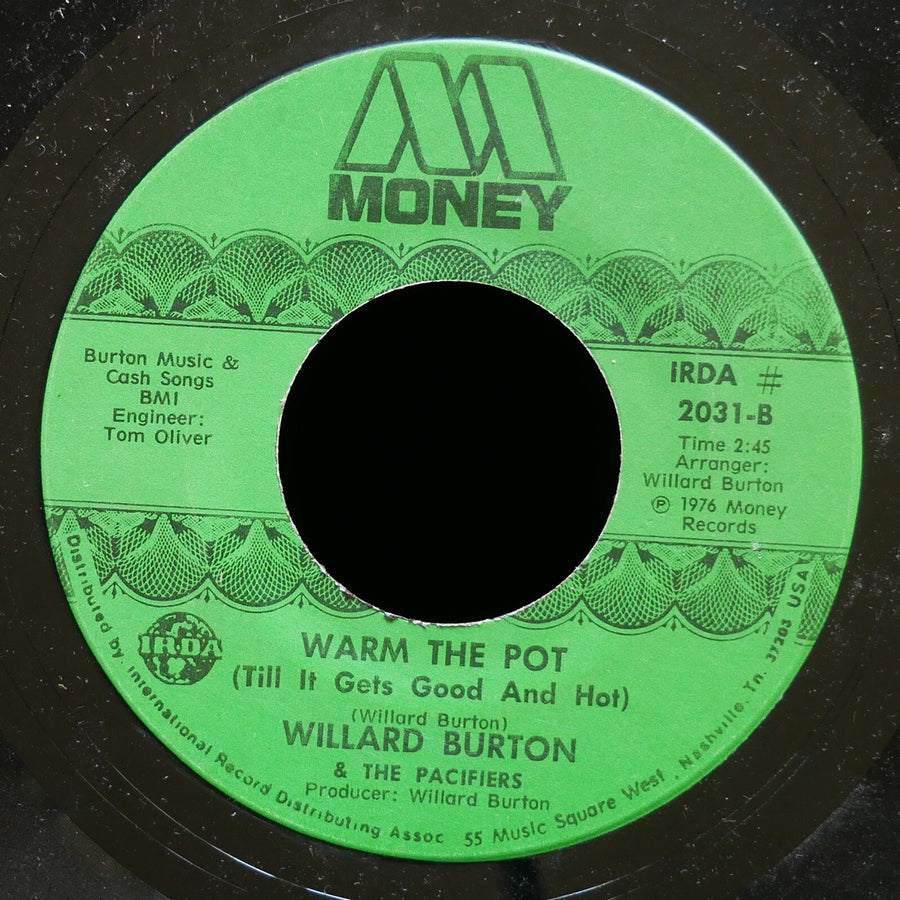 MONEY
Burton Music &
Cash Songs
BMI
Engineer:
Tom Oliver
IRDA #
2031-B
Time 2:45
Arranger:
Willard Burton
Ⓟ 1976 Money
Records
IRDA
WARM THE POT
(Till It Gets Good And Hot)
(Willard Burton)
WILLARD BURTON
& THE PACIFIERS
Producer: Willard Burton
Distributed by: International Record Distributing Assoc 55 Music Square West, Nashville, Tn. 37203 USA